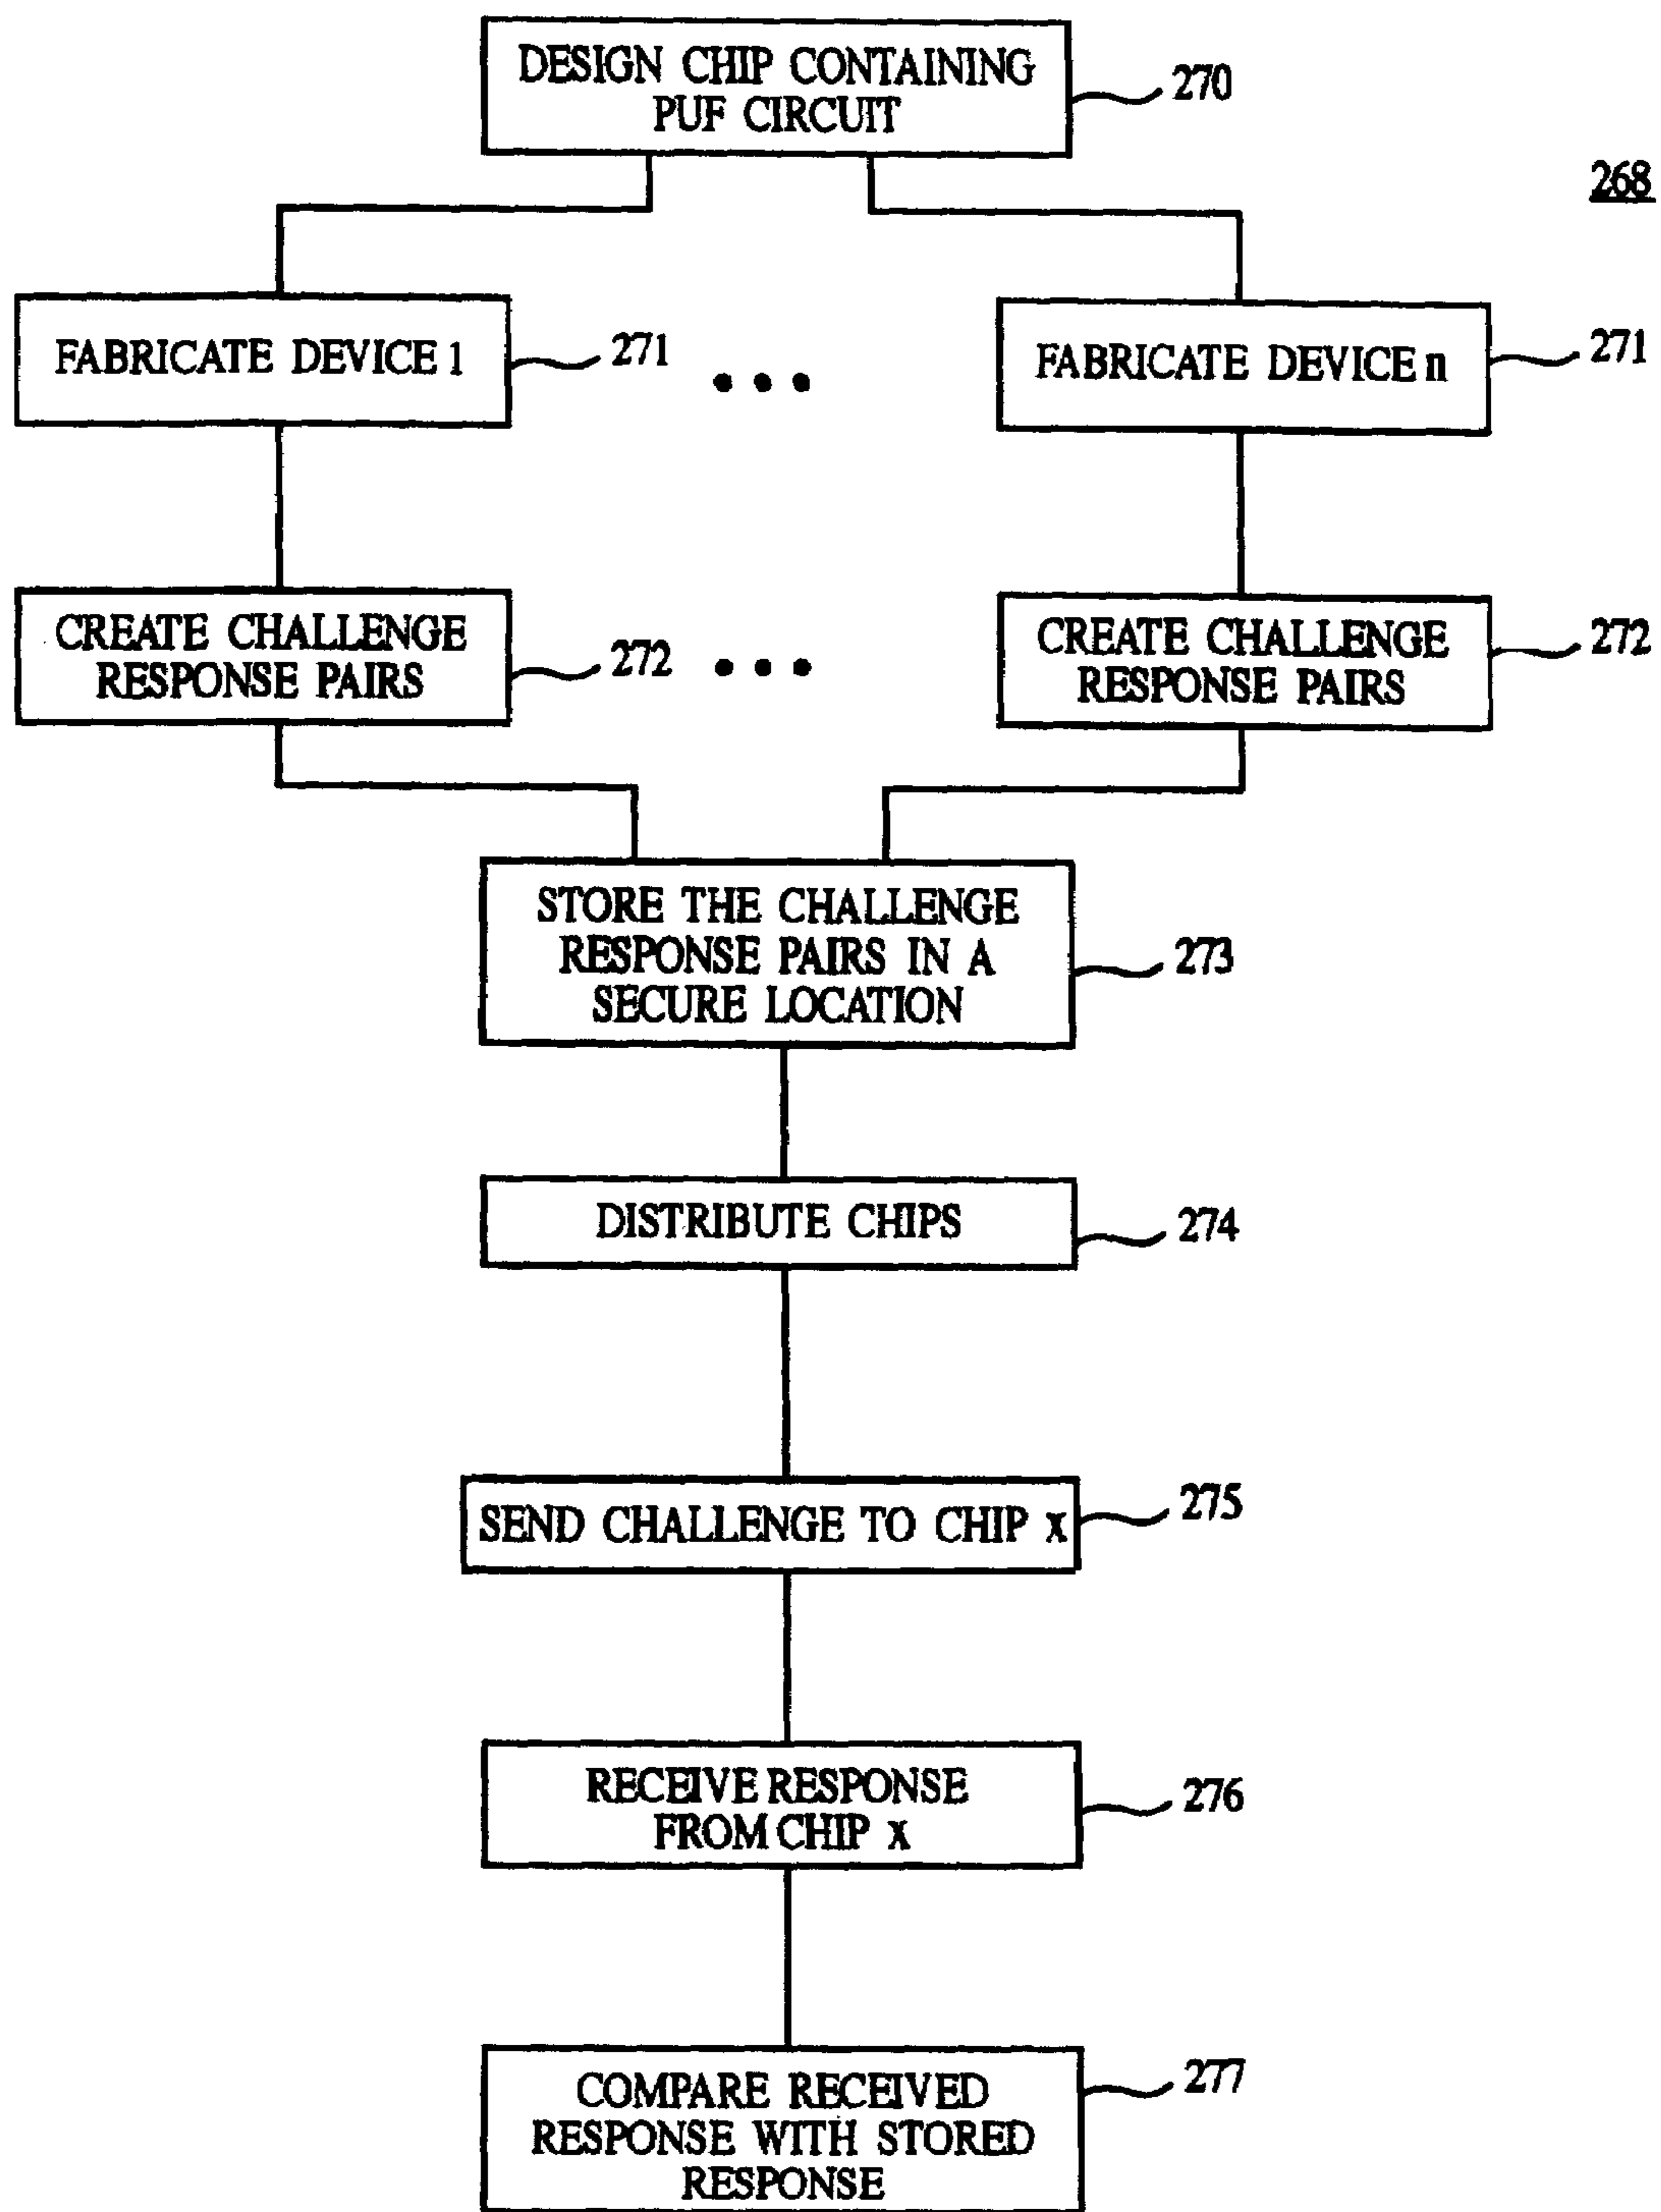 DESIGN CHIP CONTAINING
PUF CIRCUIT
270
268
FABRICATE DEVICE 1
271
FABRICATE DEVICE n
271
CREATE CHALLENGE
RESPONSE PAIRS
272
CREATE CHALLENGE
RESPONSE PAIRS
272
STORE THE CHALLENGE
RESPONSE PAIRS IN A
SECURE LOCATION
273
DISTRIBUTE CHIPS
274
SEND CHALLENGE TO CHIP x
275
RECEIVE RESPONSE
FROM CHIP x
276
COMPARE RECEIVED
RESPONSE WITH STORED
RESPONSE
277